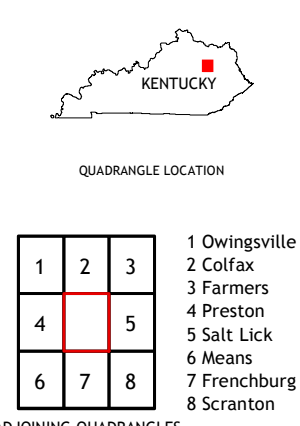 KENTUCKY
QUADRANGLE LOCATION
1 2 3
4 5
6 7 8
1 Owingsville
2 Colfax
3 Farmers
4 Preston
5 Salt Lick
6 Means
7 Frenchburg
8 Scranton
ADJOINING QUADRANGLES